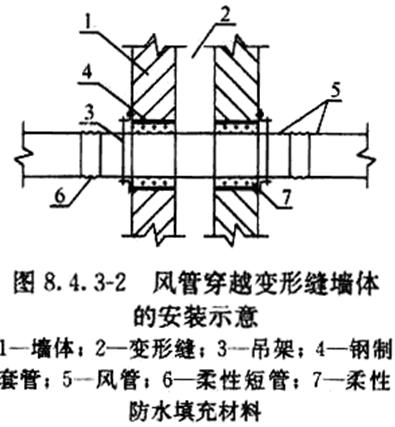 1
2
4
3
5
6
7
图8.4.3-2 风管穿越变形缝墙体
的安装示意
1—墙体；2—变形缝；3—吊架；4—钢制
套管；5—风管；6—柔性短管；7—柔性
防水填充材料